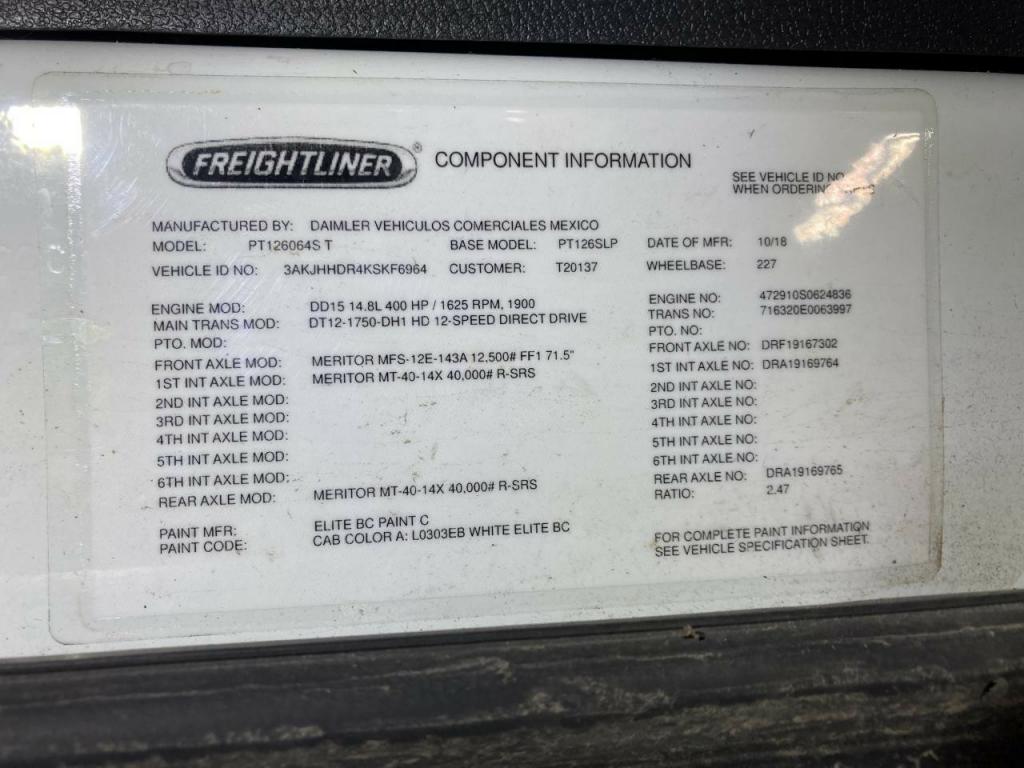 FREIGHTLINER ® COMPONENT INFORMATION
SEE VEHICLE ID NO
WHEN ORDERING
MANUFACTURED BY: DAIMLER VEHICULOS COMERCIALES MEXICO
MODEL: PT126064S T BASE MODEL: PT126SLP DATE OF MFR: 10/18
VEHICLE ID NO: 3AKJHHDR4KSKF6964 CUSTOMER: T20137 WHEELBASE: 227
ENGINE MOD: DD15 14.8L 400 HP / 1625 RPM, 1900 ENGINE NO: 472910S0624836
MAIN TRANS MOD: DT12-1750-DH1 HD 12-SPEED DIRECT DRIVE TRANS NO: 716320E0063997
PTO. MOD: PTO. NO:
FRONT AXLE MOD: MERITOR MFS-12E-143A 12,500# FF1 71.5" FRONT AXLE NO: DRF19167302
1ST INT AXLE MOD: MERITOR MT-40-14X 40,000# R-SRS 1ST INT AXLE NO: DRA19169764
2ND INT AXLE MOD: 2ND INT AXLE NO:
3RD INT AXLE MOD: 3RD INT AXLE NO:
4TH INT AXLE MOD: 4TH INT AXLE NO:
5TH INT AXLE MOD: 5TH INT AXLE NO:
6TH INT AXLE MOD: 6TH INT AXLE NO:
REAR AXLE MOD: MERITOR MT-40-14X 40,000# R-SRS REAR AXLE NO: DRA19169765
RATIO: 2.47
PAINT MFR: ELITE BC PAINT C
PAINT CODE: CAB COLOR A: L0303EB WHITE ELITE BC
FOR COMPLETE PAINT INFORMATION
SEE VEHICLE SPECIFICATION SHEET.